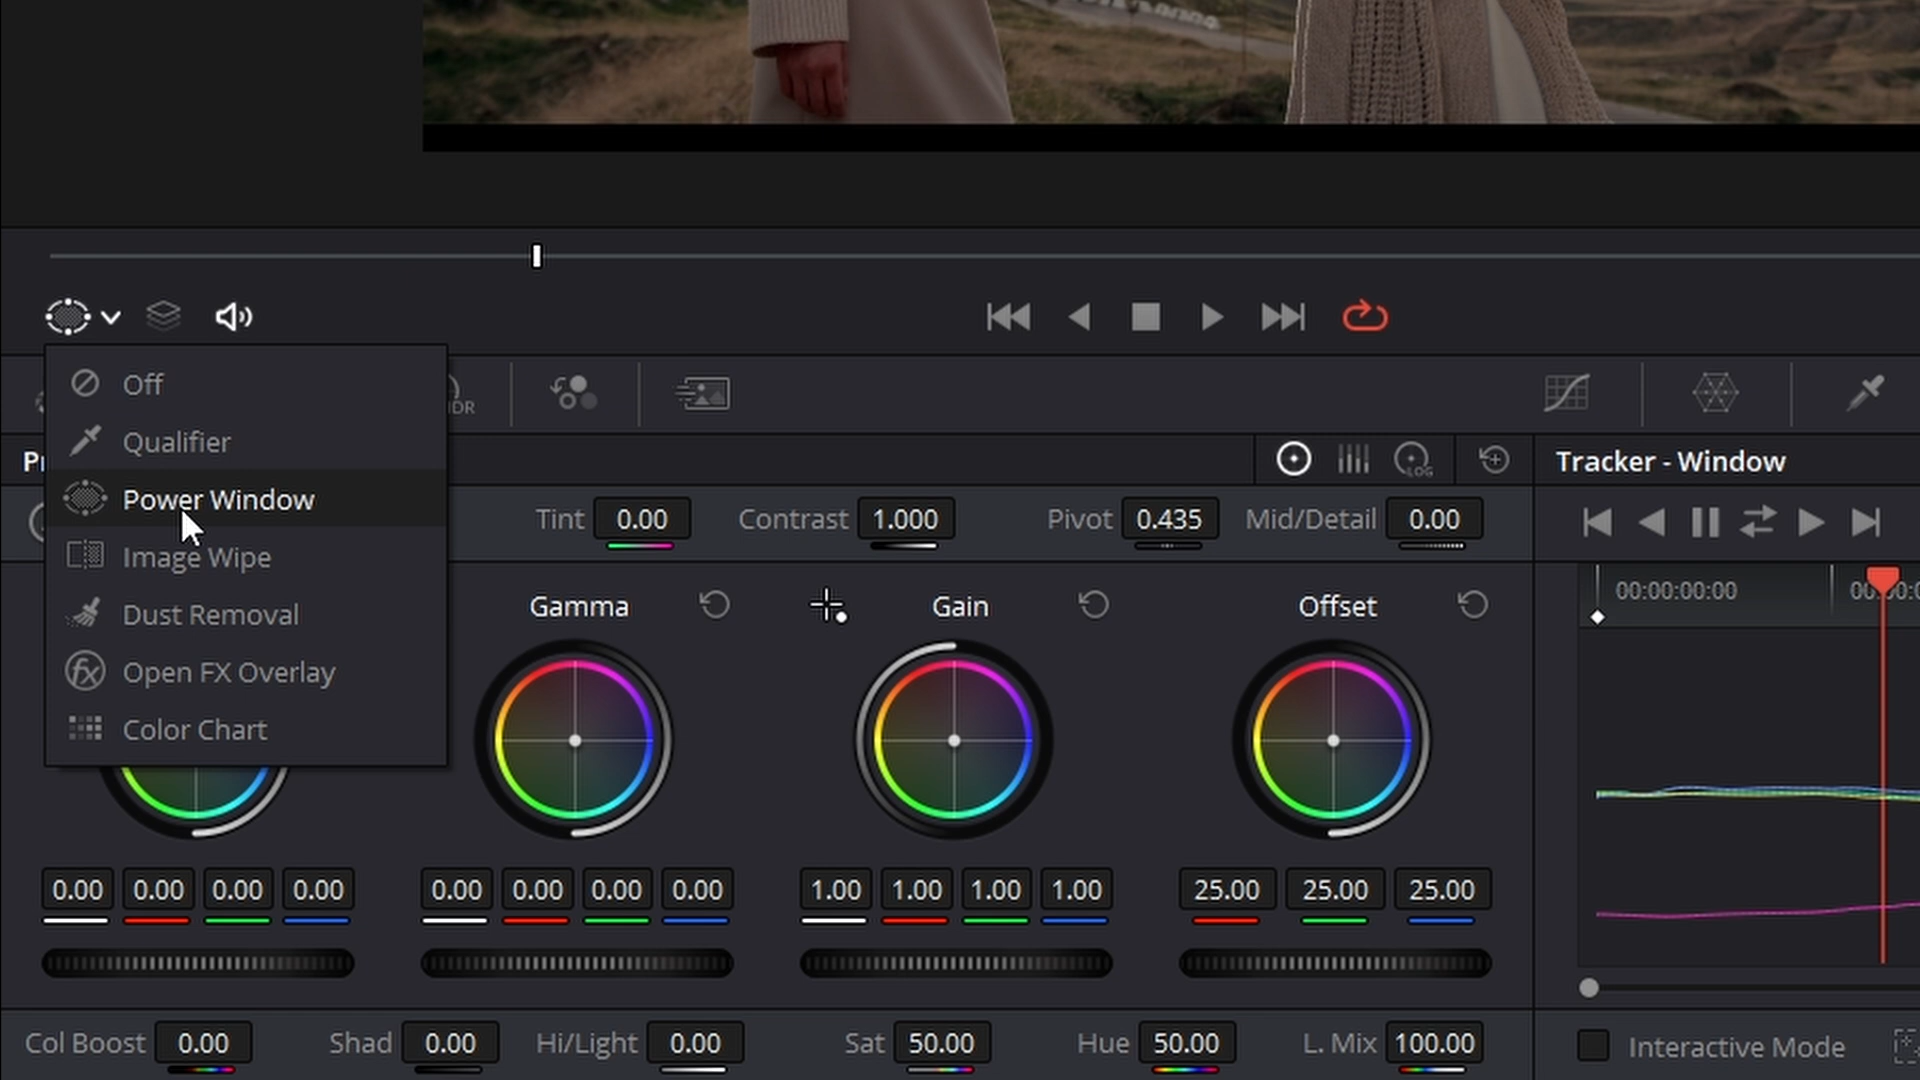 Off
Qualifier
Power Window
Image Wipe
Dust Removal
Open FX Overlay
Color Chart
Tracker - Window
Tint 0.00 Contrast 1.000 Pivot 0.435 Mid/Detail 0.00
LOG
00:00:00:00
Gamma Gain Offset
0.00 0.00 0.00 0.00 0.00 0.00 0.00 0.00 1.00 1.00 1.00 1.00 25.00 25.00 25.00
Col Boost 0.00 Shad 0.00 Hi/Light 0.00 Sat 50.00 Hue 50.00 L. Mix 100.00 Interactive Mode